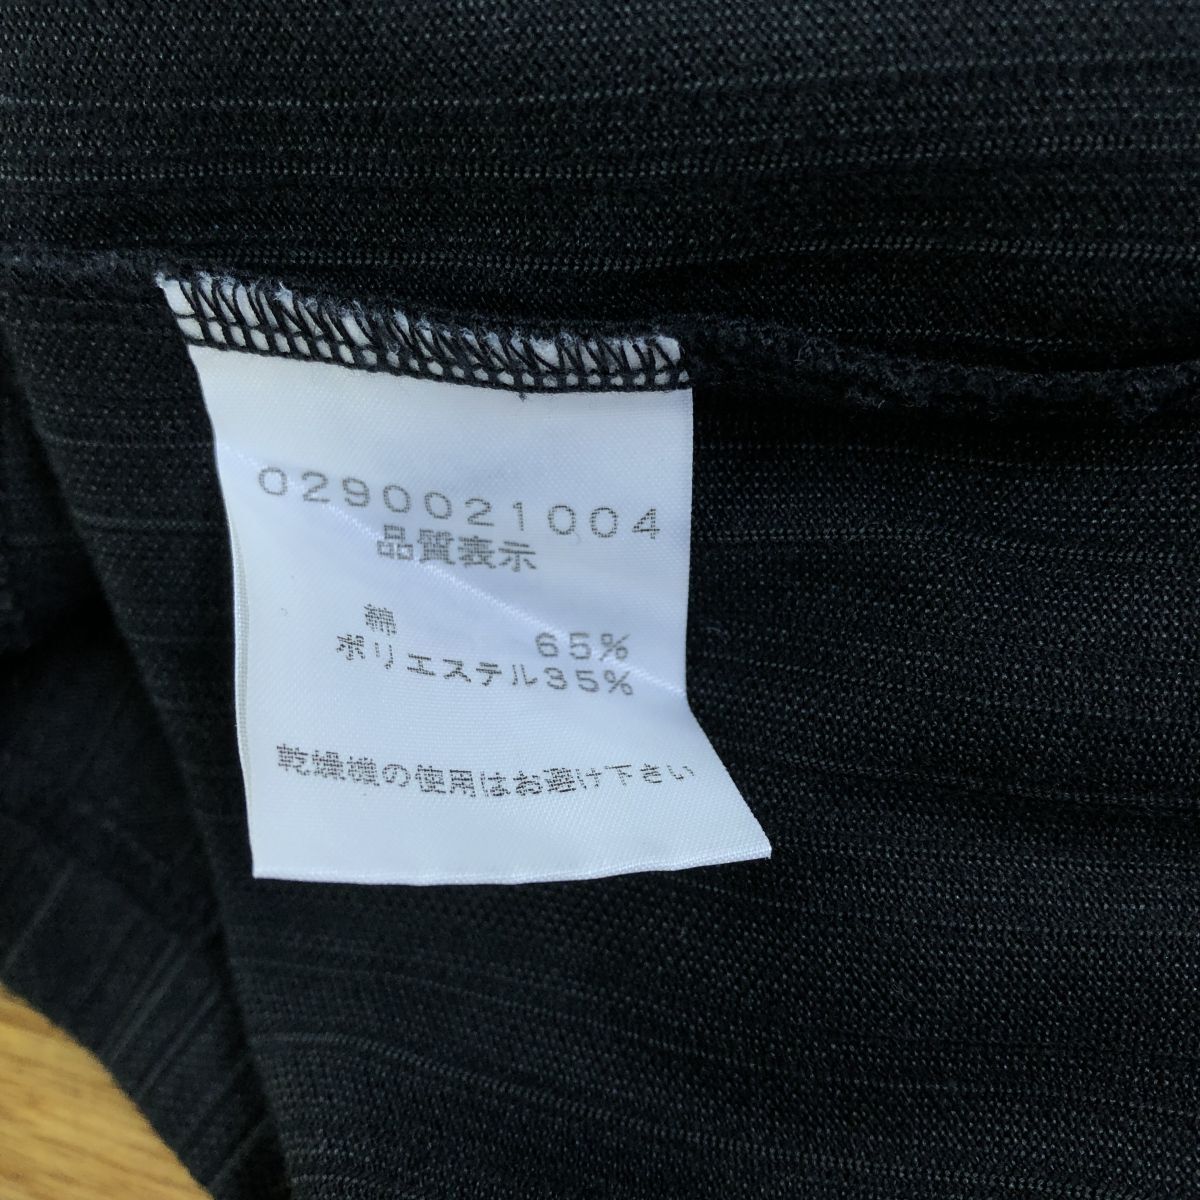 0290021004
品質表示
綿 65%
ポリエステル35%
乾燥機の使用はお避け下さい